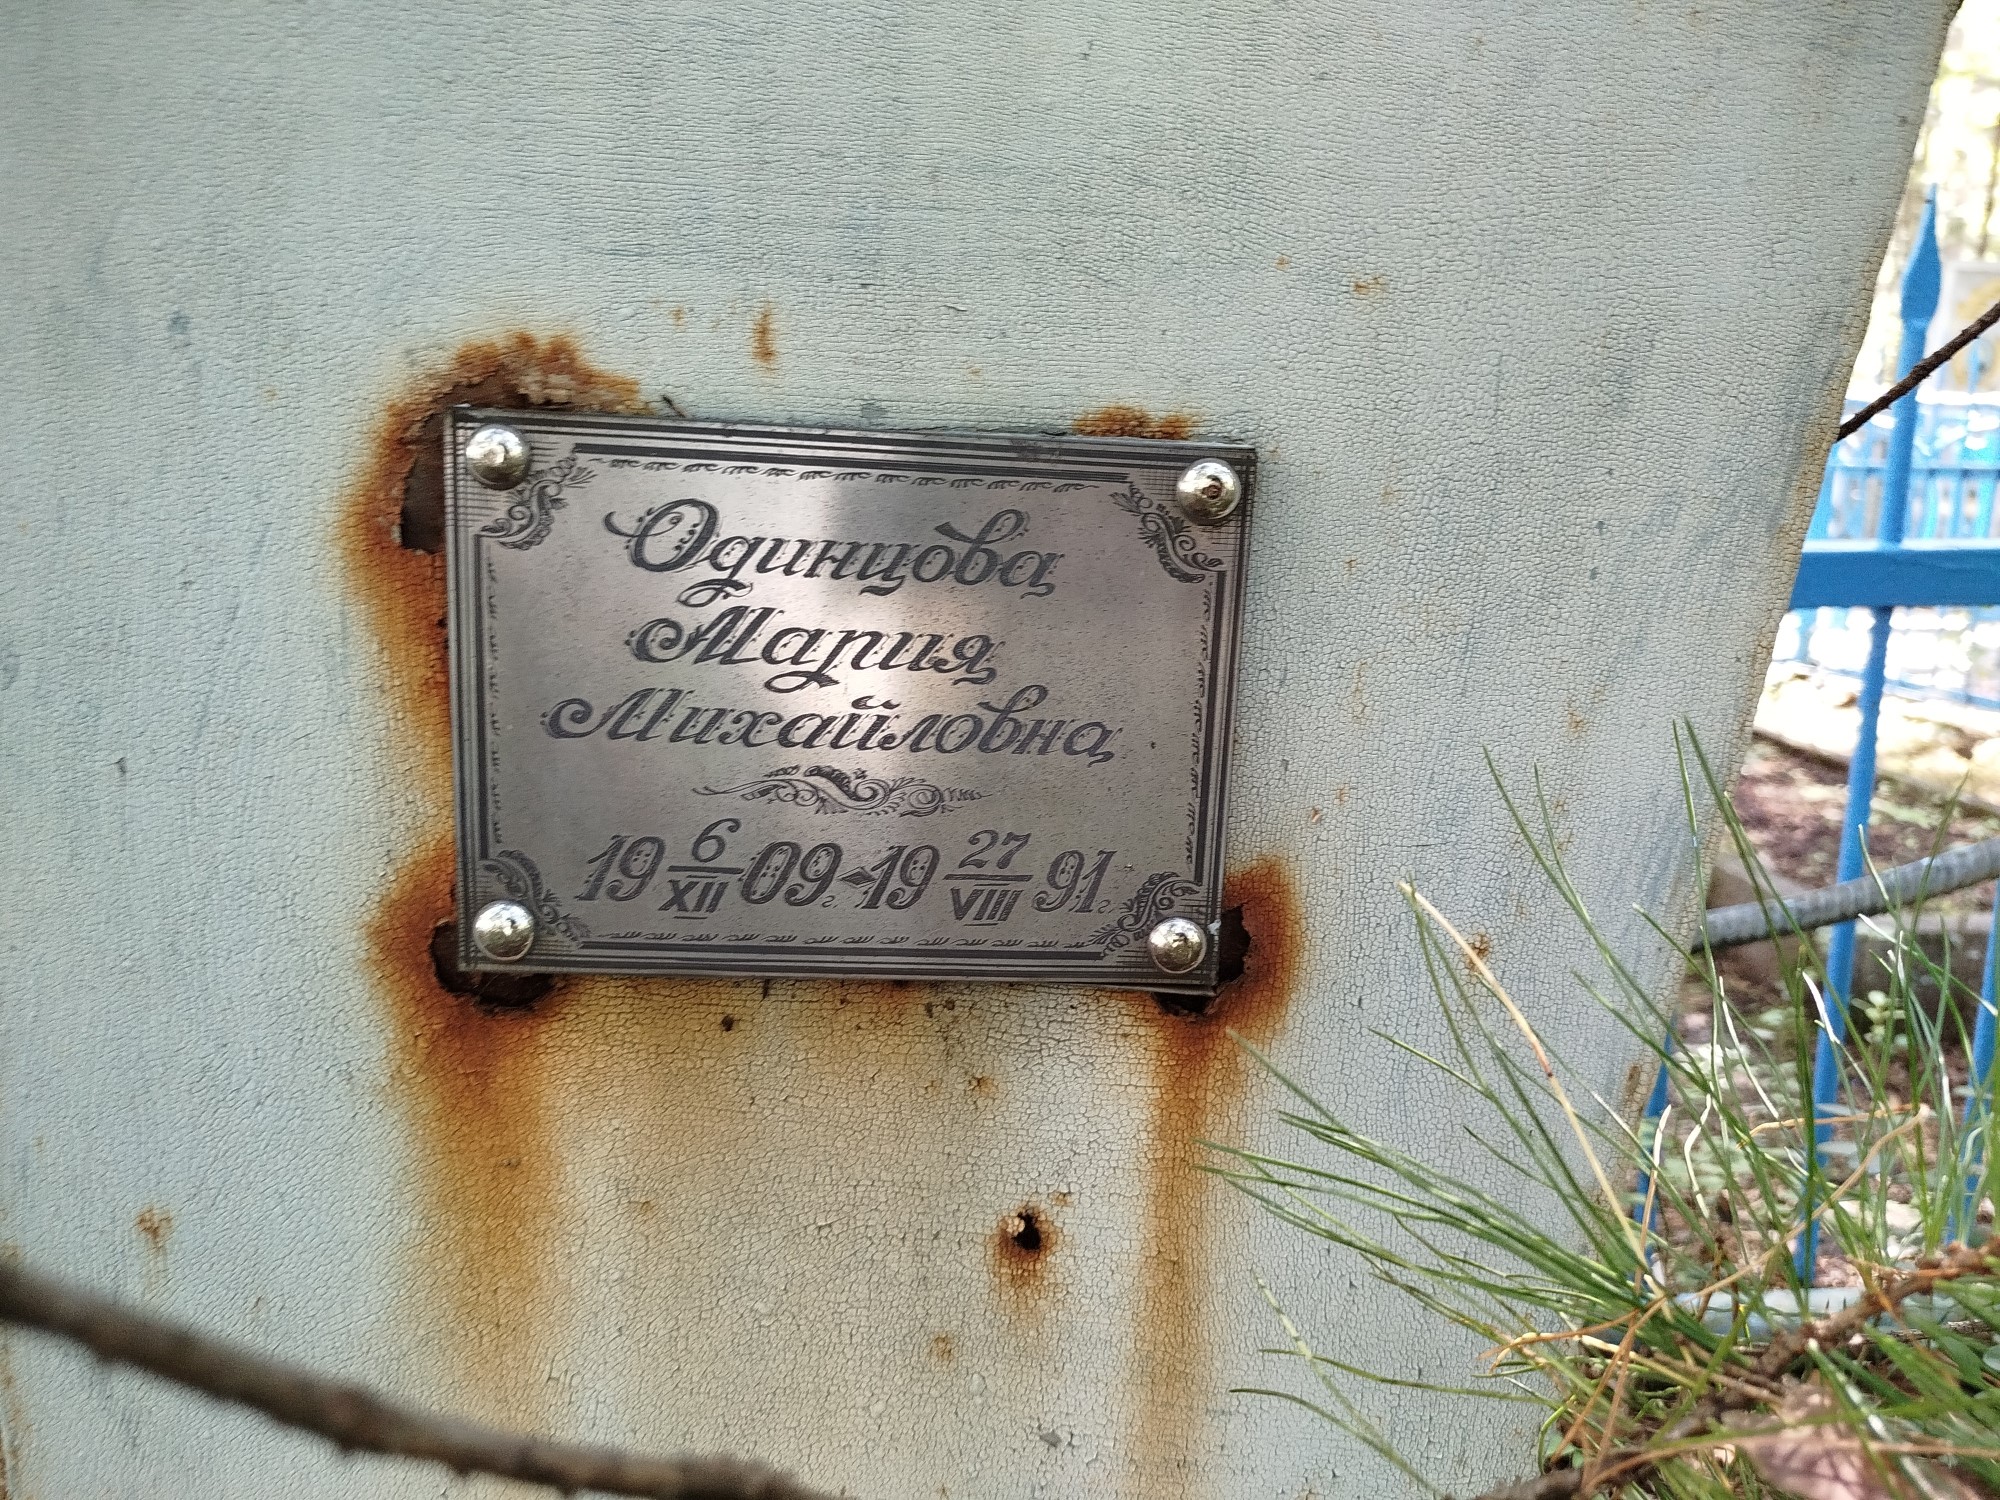 Одинцова
Мария
Михайловна
19 6/XII 09г.-19 27/VIII 91г.